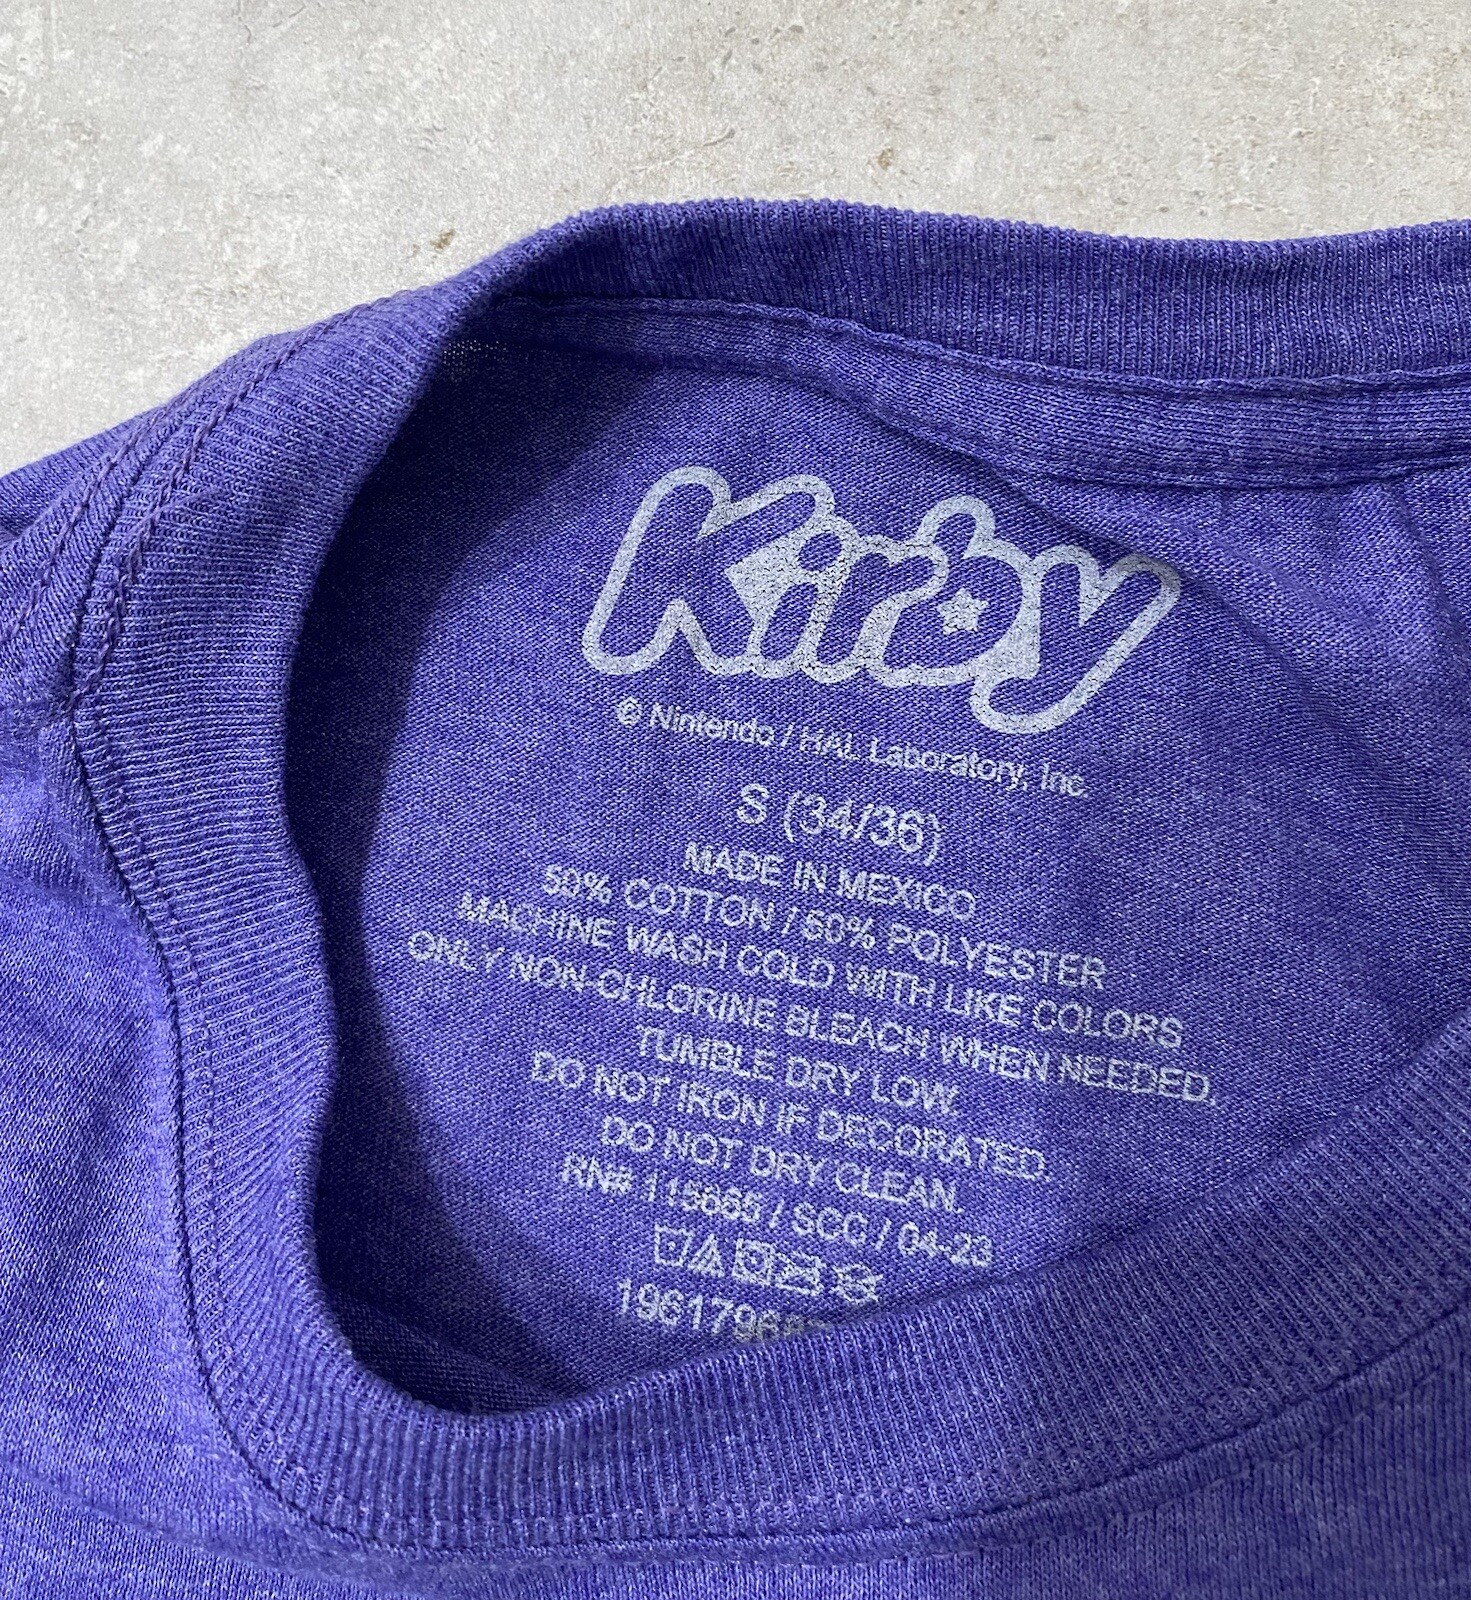 Kirby
© Nintendo / HAL Laboratory, Inc.
S (34/36)
MADE IN MEXICO
50% COTTON / 50% POLYESTER
MACHINE WASH COLD WITH LIKE COLORS
ONLY NON-CHLORINE BLEACH WHEN NEEDED.
TUMBLE DRY LOW.
DO NOT IRON IF DECORATED.
DO NOT DRY CLEAN.
RN# 115665 / SCC / 04-23